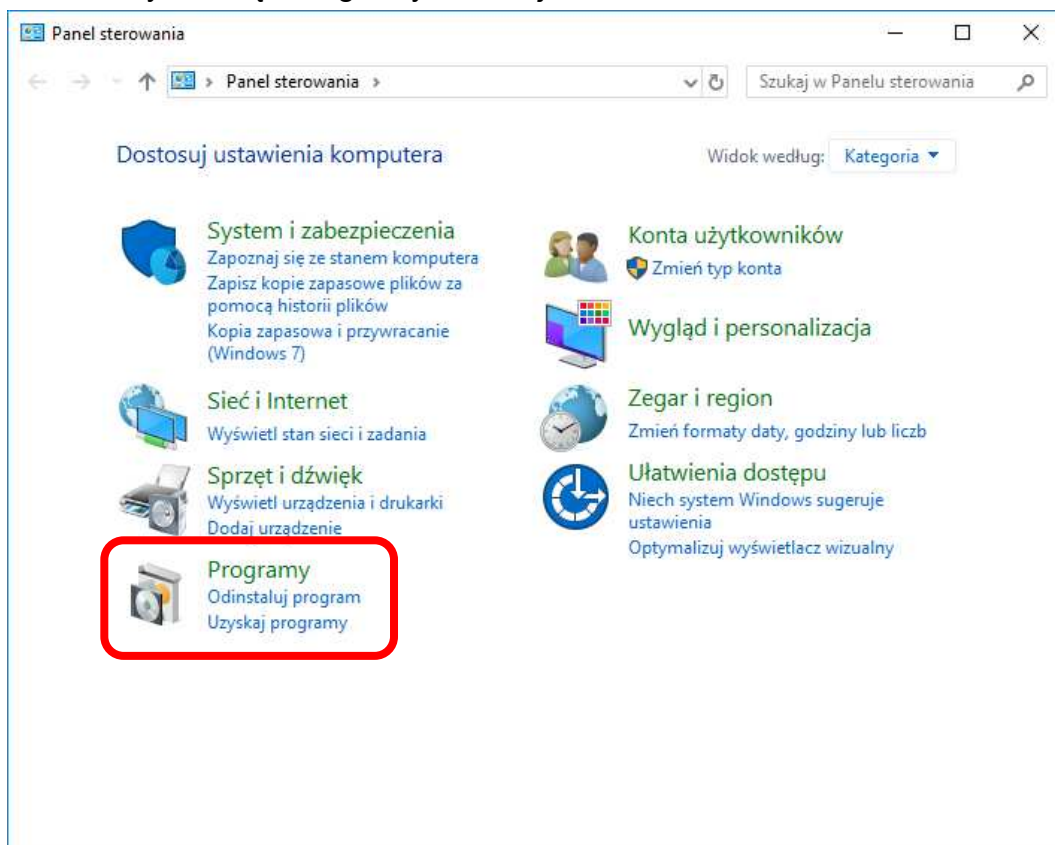 Panel sterowania
Panel sterowania
Szukaj w Panelu sterowania
Dostosuj ustawienia komputera
Widok według: Kategoria
System i zabezpieczenia
Zapoznaj się ze stanem komputera
Zapisz kopie zapasowe plików za
pomocą historii plików
Kopia zapasowa i przywracanie
(Windows 7)
Sieć i Internet
Wyświetl stan sieci i zadania
Sprzęt i dźwięk
Wyświetl urządzenia i drukarki
Dodaj urządzenie
Programy
Odinstaluj program
Uzyskaj programy
Konta użytkowników
Zmień typ konta
Wygląd i personalizacja
Zegar i region
Zmień formaty daty, godziny lub liczb
Ułatwienia dostępu
Niech system Windows sugeruje
ustawienia
Optymalizuj wyświetlacz wizualny